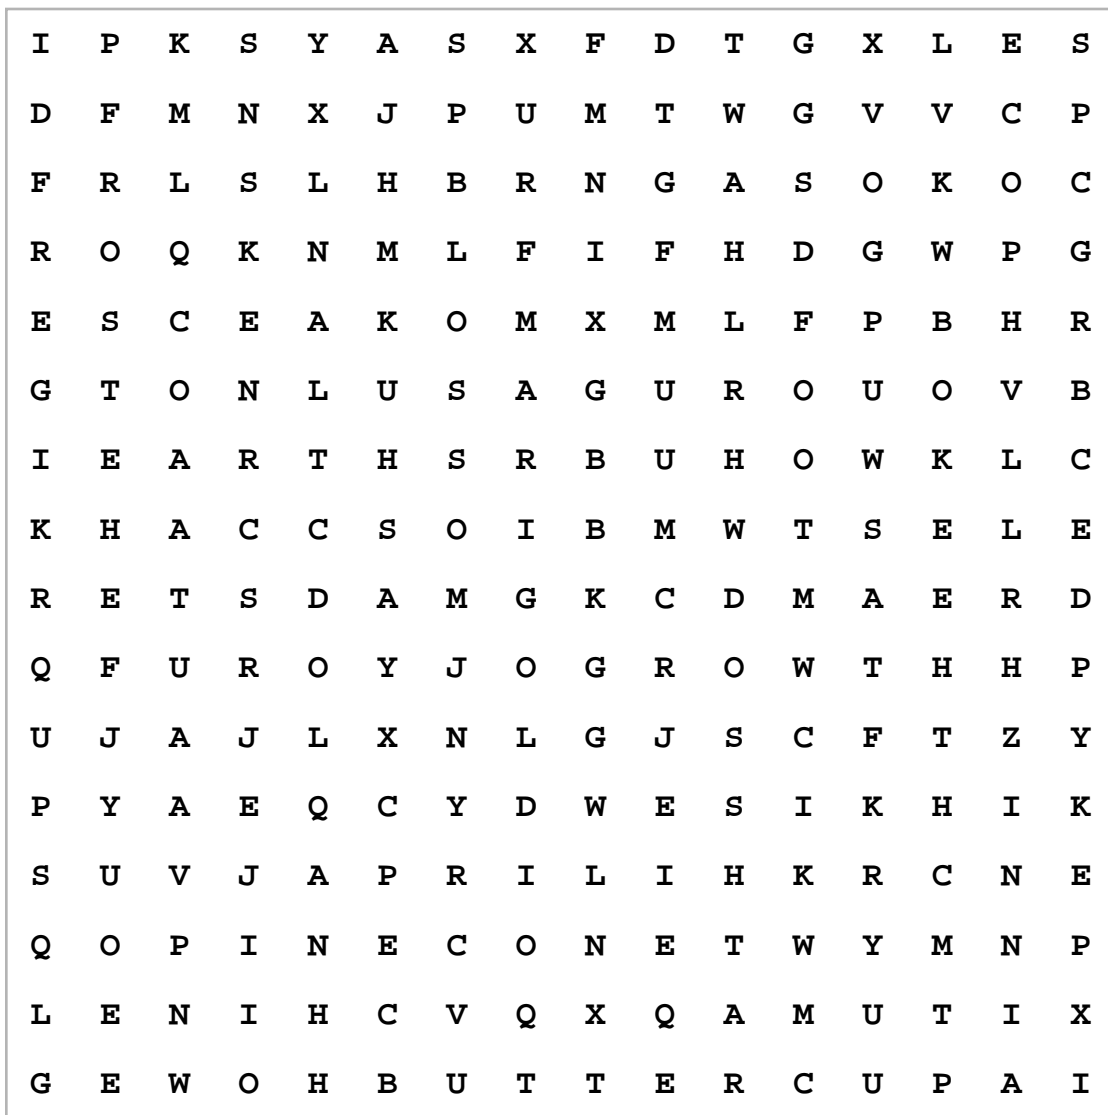 I P K S Y A S X F D T G X L E S
D F M N X J P U M T W G V V C P
F R L S L H B R N G A S O K O C
R O Q K N M L F I F H D G W P G
E S C E A K O M X M L F P B H R
G T O N L U S A G U R O U O V B
I E A R T H S R B U H O W K L C
K H A C C S O I B M W T S E L E
R E T S D A M G K C D M A E R D
Q F U R O Y J O G R O W T H H P
U J A J L X N L G J S C F T Z Y
P Y A E Q C Y D W E S I K H I K
S U V J A P R I L I H K R C N E
Q O P I N E C O N E T W Y M N P
L E N I H C V Q X Q A M U T I X
G E W O H B U T T E R C U P A I